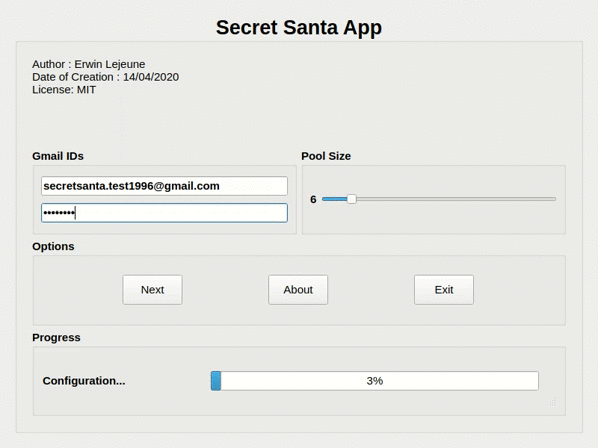 Secret Santa App
Author : Erwin Lejeune
Date of Creation : 14/04/2020
License: MIT
Gmail IDs
Pool Size
secretsanta.test1996@gmail.com
••••••••
6
Options
Next
About
Exit
Progress
Configuration...
3%